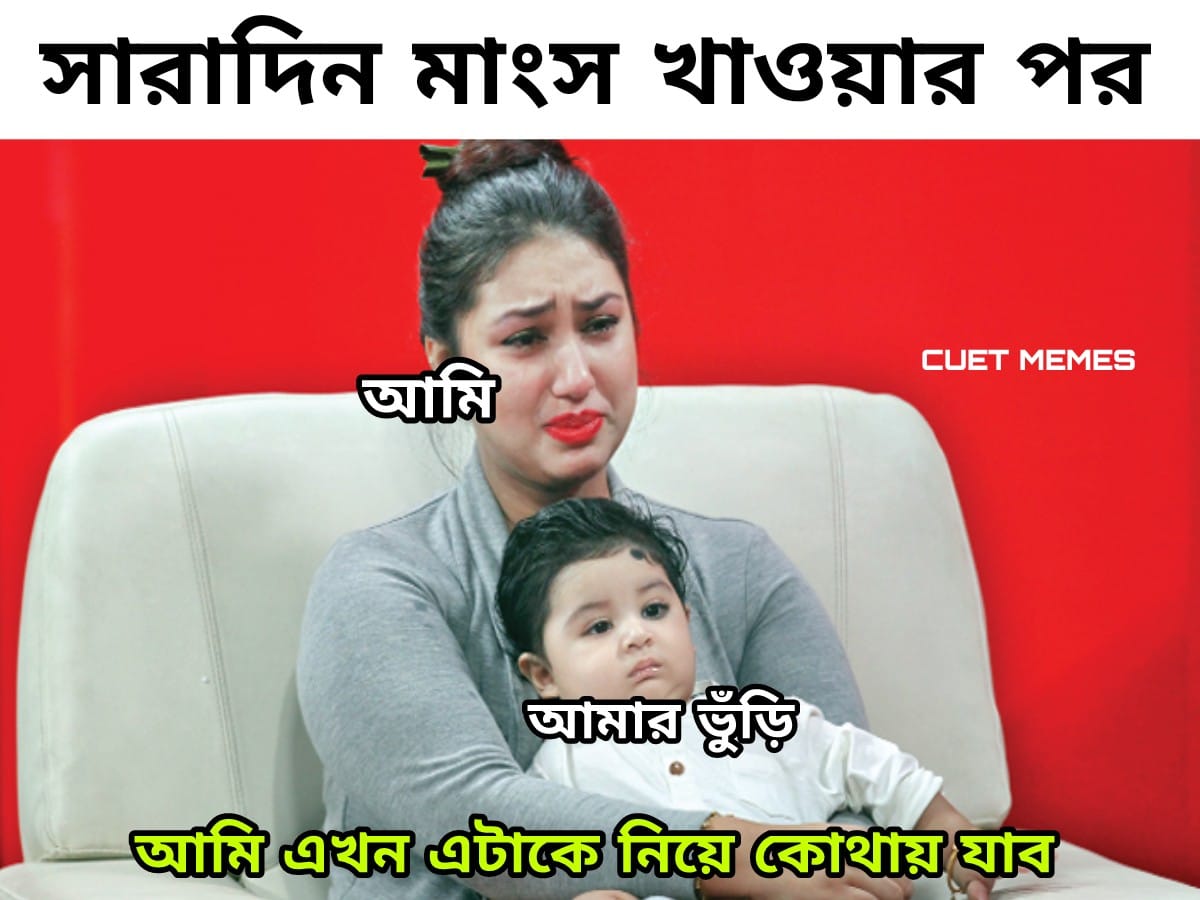 সারাদিন মাংস খাওয়ার পর
CUET MEMES
আমি
আমার ভুঁড়ি
আমি এখন এটাকে নিয়ে কোথায় যাব